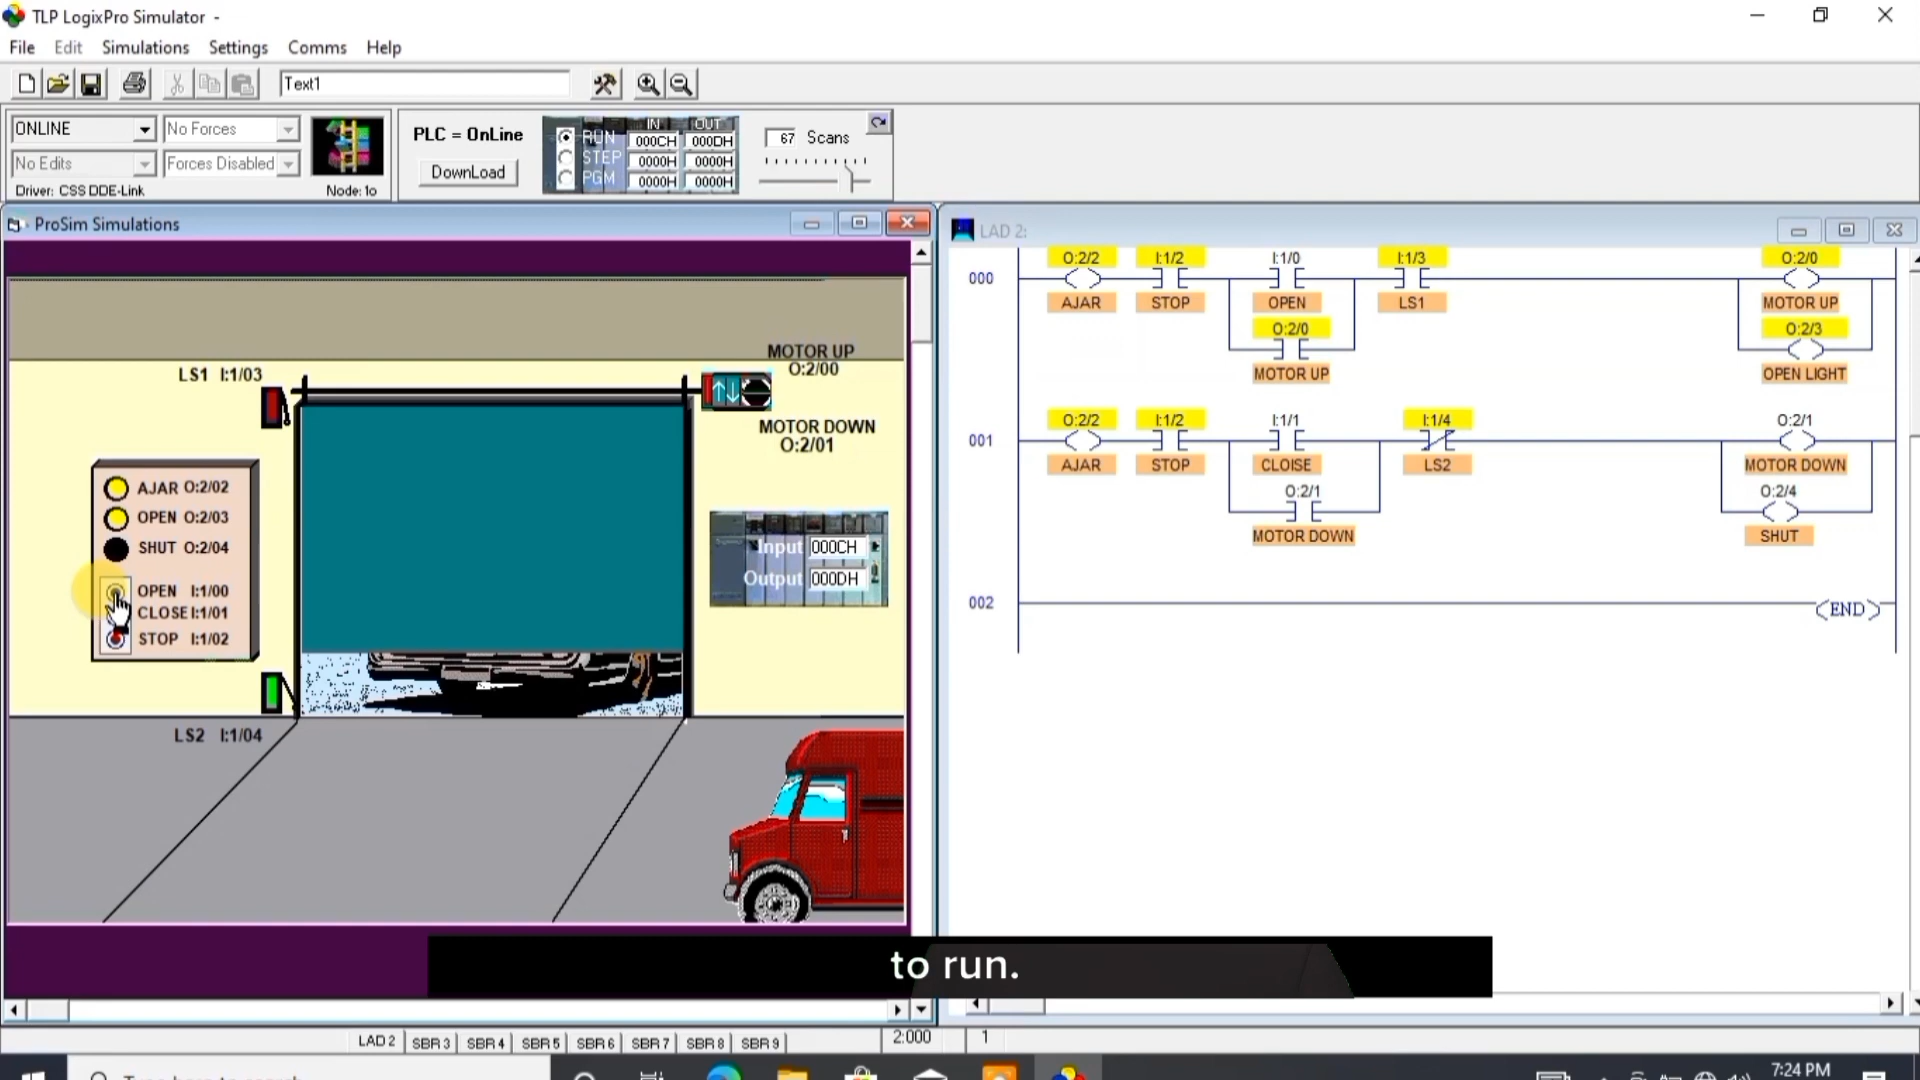 TLP LogixPro Simulator -
File Edit Simulations Settings Comms Help
Text1
ONLINE No Forces
No Edits Forces Disabled
Driver: CSS DDE-Link Node: 1o
PLC = OnLine
DownLoad
IN OUT
RUN 000CH 000DH
STEP 0000H 0000H
PGM 0000H 0000H
67 Scans
ProSim Simulations
MOTOR UP
O:2/00
LS1 I:1/03
MOTOR DOWN
O:2/01
AJAR O:2/02
OPEN O:2/03
SHUT O:2/04
OPEN I:1/00
CLOSE I:1/01
STOP I:1/02
Input 000CH
Output 000DH
LS2 I:1/04
LAD 2:
O:2/2 I:1/2 I:1/0 I:1/3 O:2/0
000
AJAR STOP OPEN LS1 MOTOR UP
O:2/0 O:2/3
MOTOR UP OPEN LIGHT
O:2/2 I:1/2 I:1/1 I:1/4 O:2/1
001
AJAR STOP CLOISE LS2 MOTOR DOWN
O:2/1 O:2/4
MOTOR DOWN SHUT
002 END
to run.
LAD 2 SBR 3 SBR 4 SBR 5 SBR 6 SBR 7 SBR 8 SBR 9 2:000 1
7:24 PM